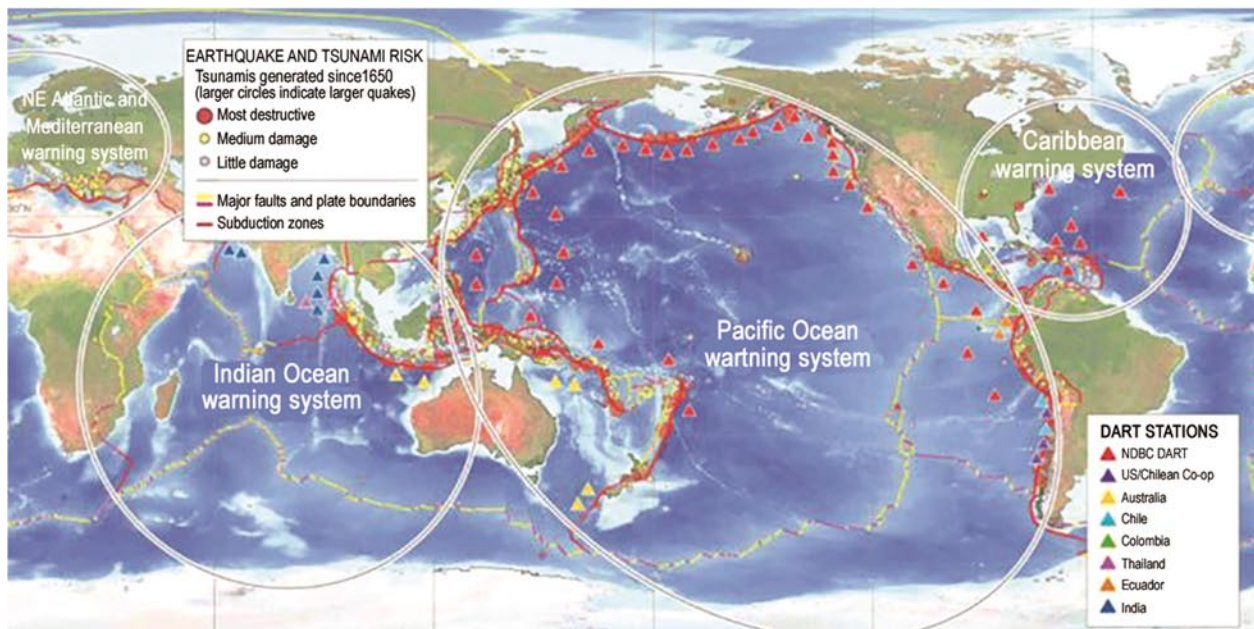 EARTHQUAKE AND TSUNAMI RISK
Tsunamis generated since1650
(larger circles indicate larger quakes)
Most destructive
Medium damage
Little damage
Major faults and plate boundaries
Subduction zones
NE Atlantic and
Mediterranean
warning system
Caribbean
warning system
Pacific Ocean
wartning system
Indian Ocean
warning system
DART STATIONS
NDBC DART
US/Chilean Co-op
Australia
Chile
Colombia
Thailand
Ecuador
India